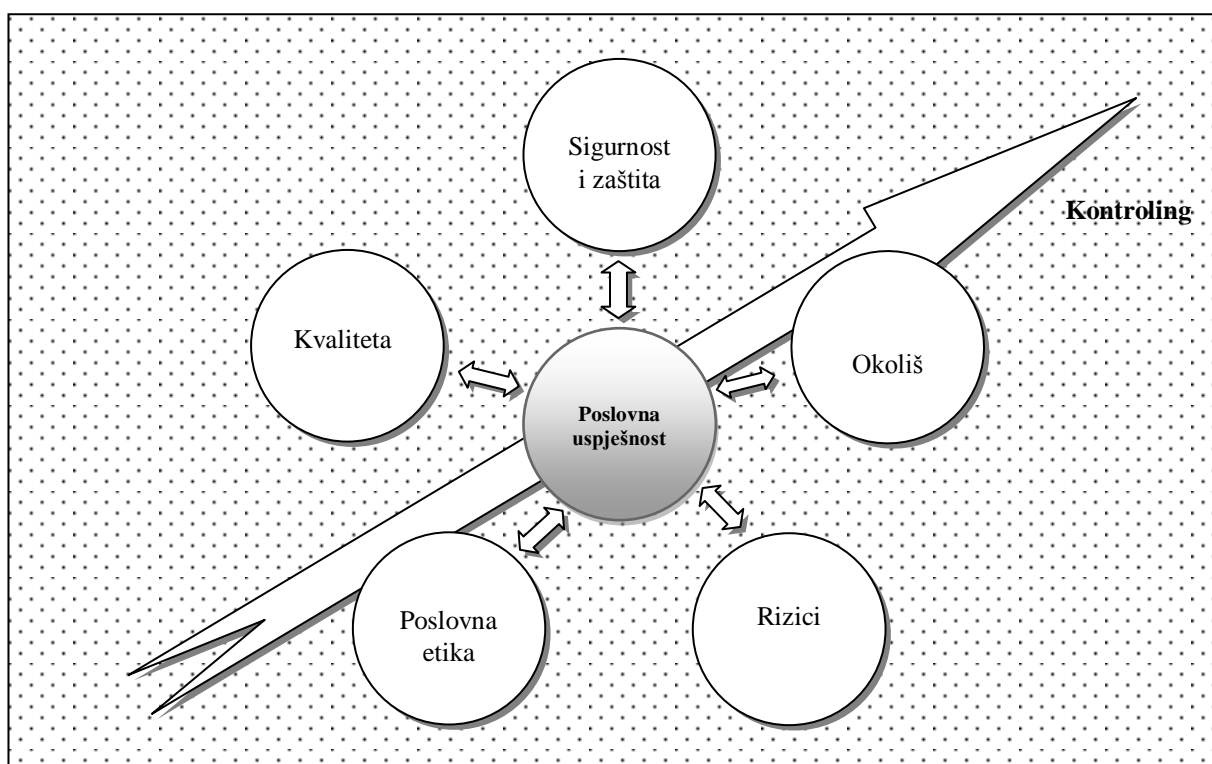 Sigurnost
i zaštita
Kontroling
Kvaliteta
Okoliš
Poslovna
uspješnost
Poslovna
etika
Rizici